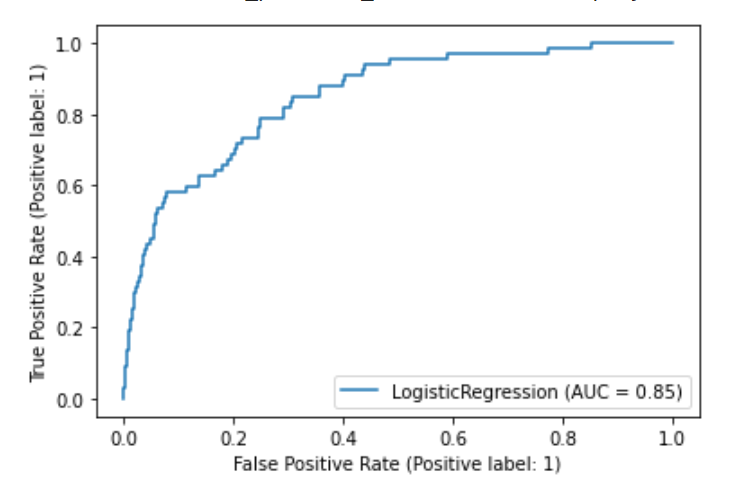 1.0
0.8
0.6
0.4
0.2
0.0
True Positive Rate (Positive label: 1)
LogisticRegression (AUC = 0.85)
0.0 0.2 0.4 0.6 0.8 1.0
False Positive Rate (Positive label: 1)